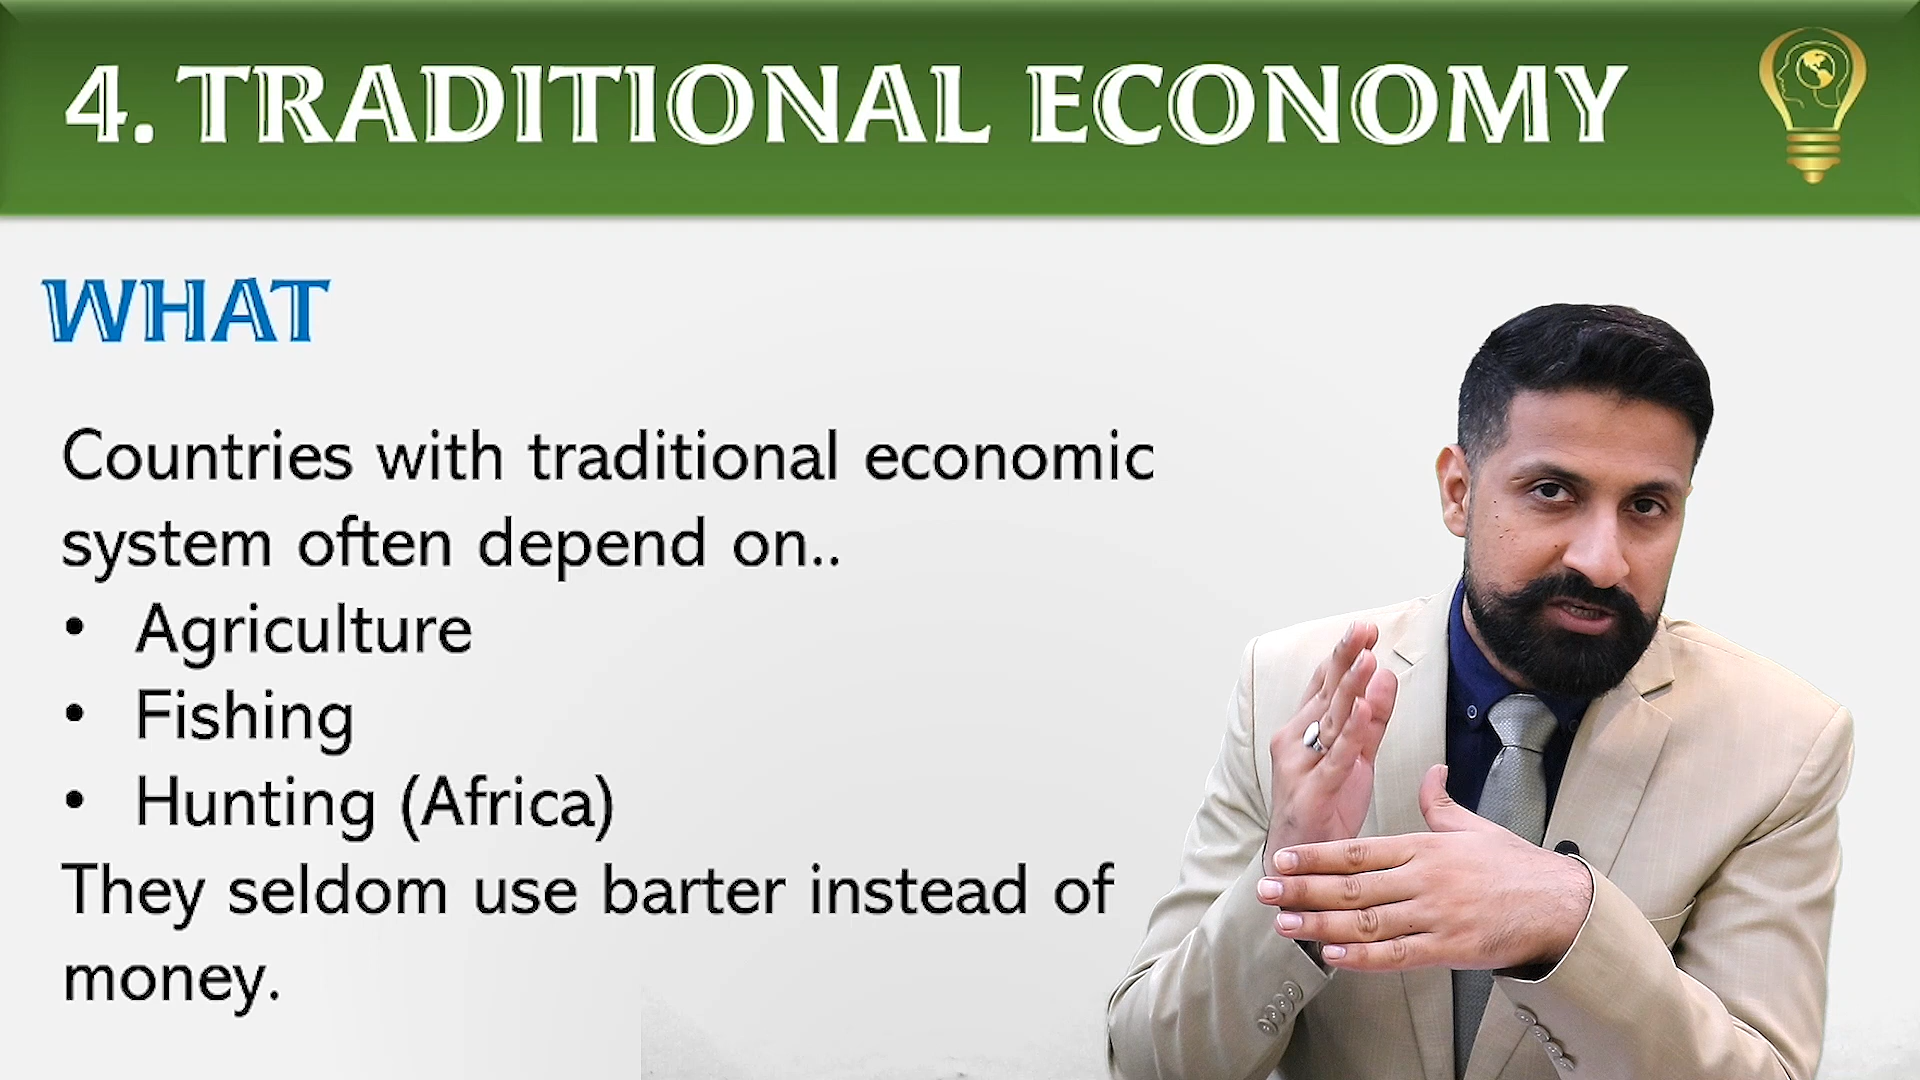 4. TRADITIONAL ECONOMY
WHAT
Countries with traditional economic
system often depend on..
• Agriculture
• Fishing
• Hunting (Africa)
They seldom use barter instead of
money.